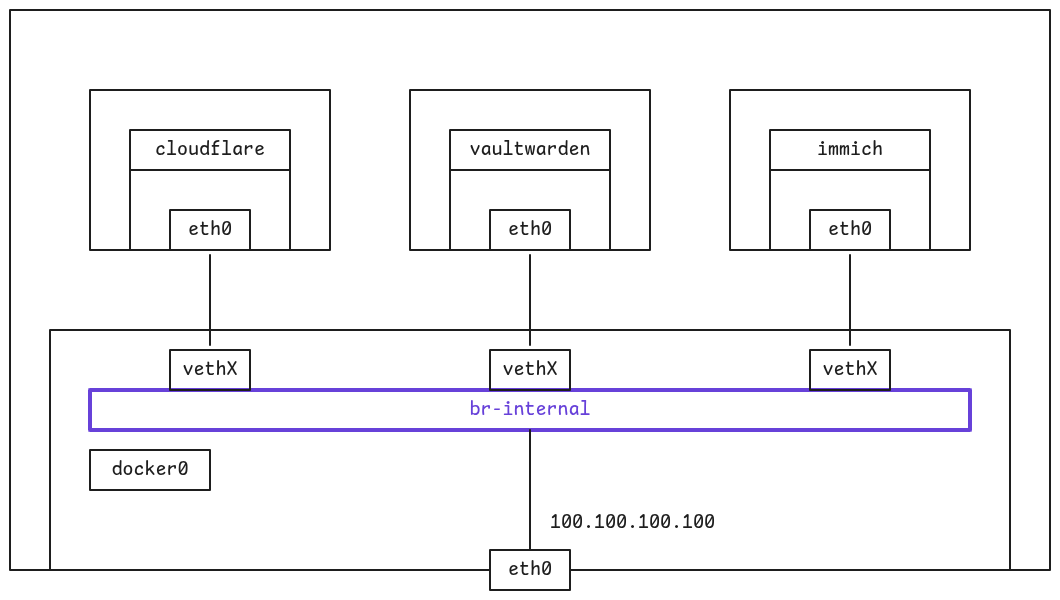 cloudflare
vaultwarden
immich
eth0
eth0
eth0
vethX
vethX
vethX
br-internal
docker0
100.100.100.100
eth0